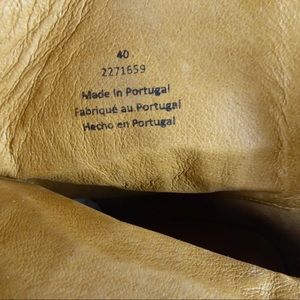 40
2271659
Made in Portugal
Fabriqué au Portugal
Hecho en Portugal